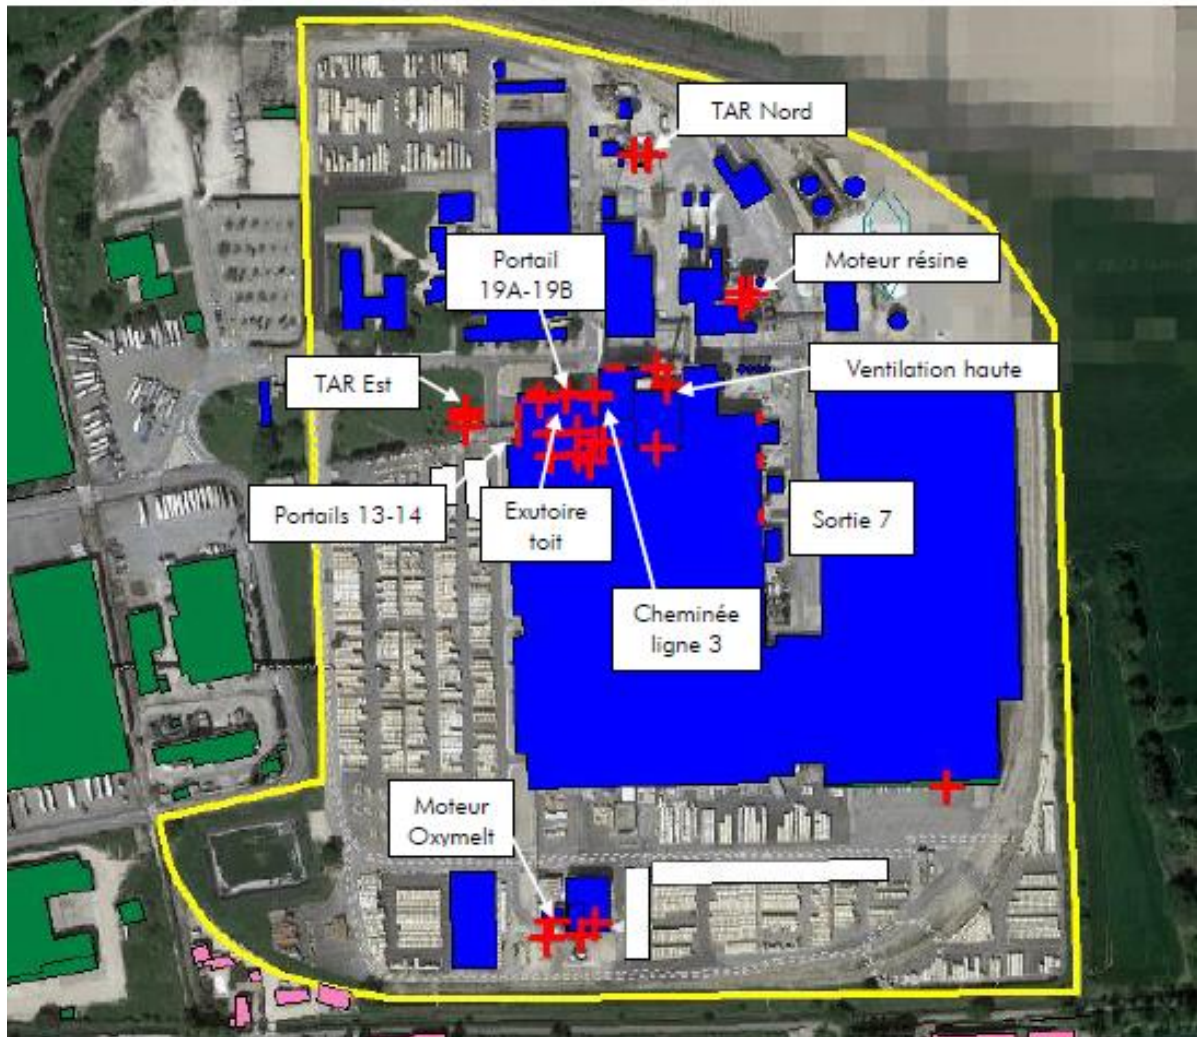 TAR Nord
Portail
19A-19B
Moteur résine
TAR Est
Ventilation haute
Portails 13-14
Exutoire
toit
Sortie 7
Cheminée
ligne 3
Moteur
Oxymelt